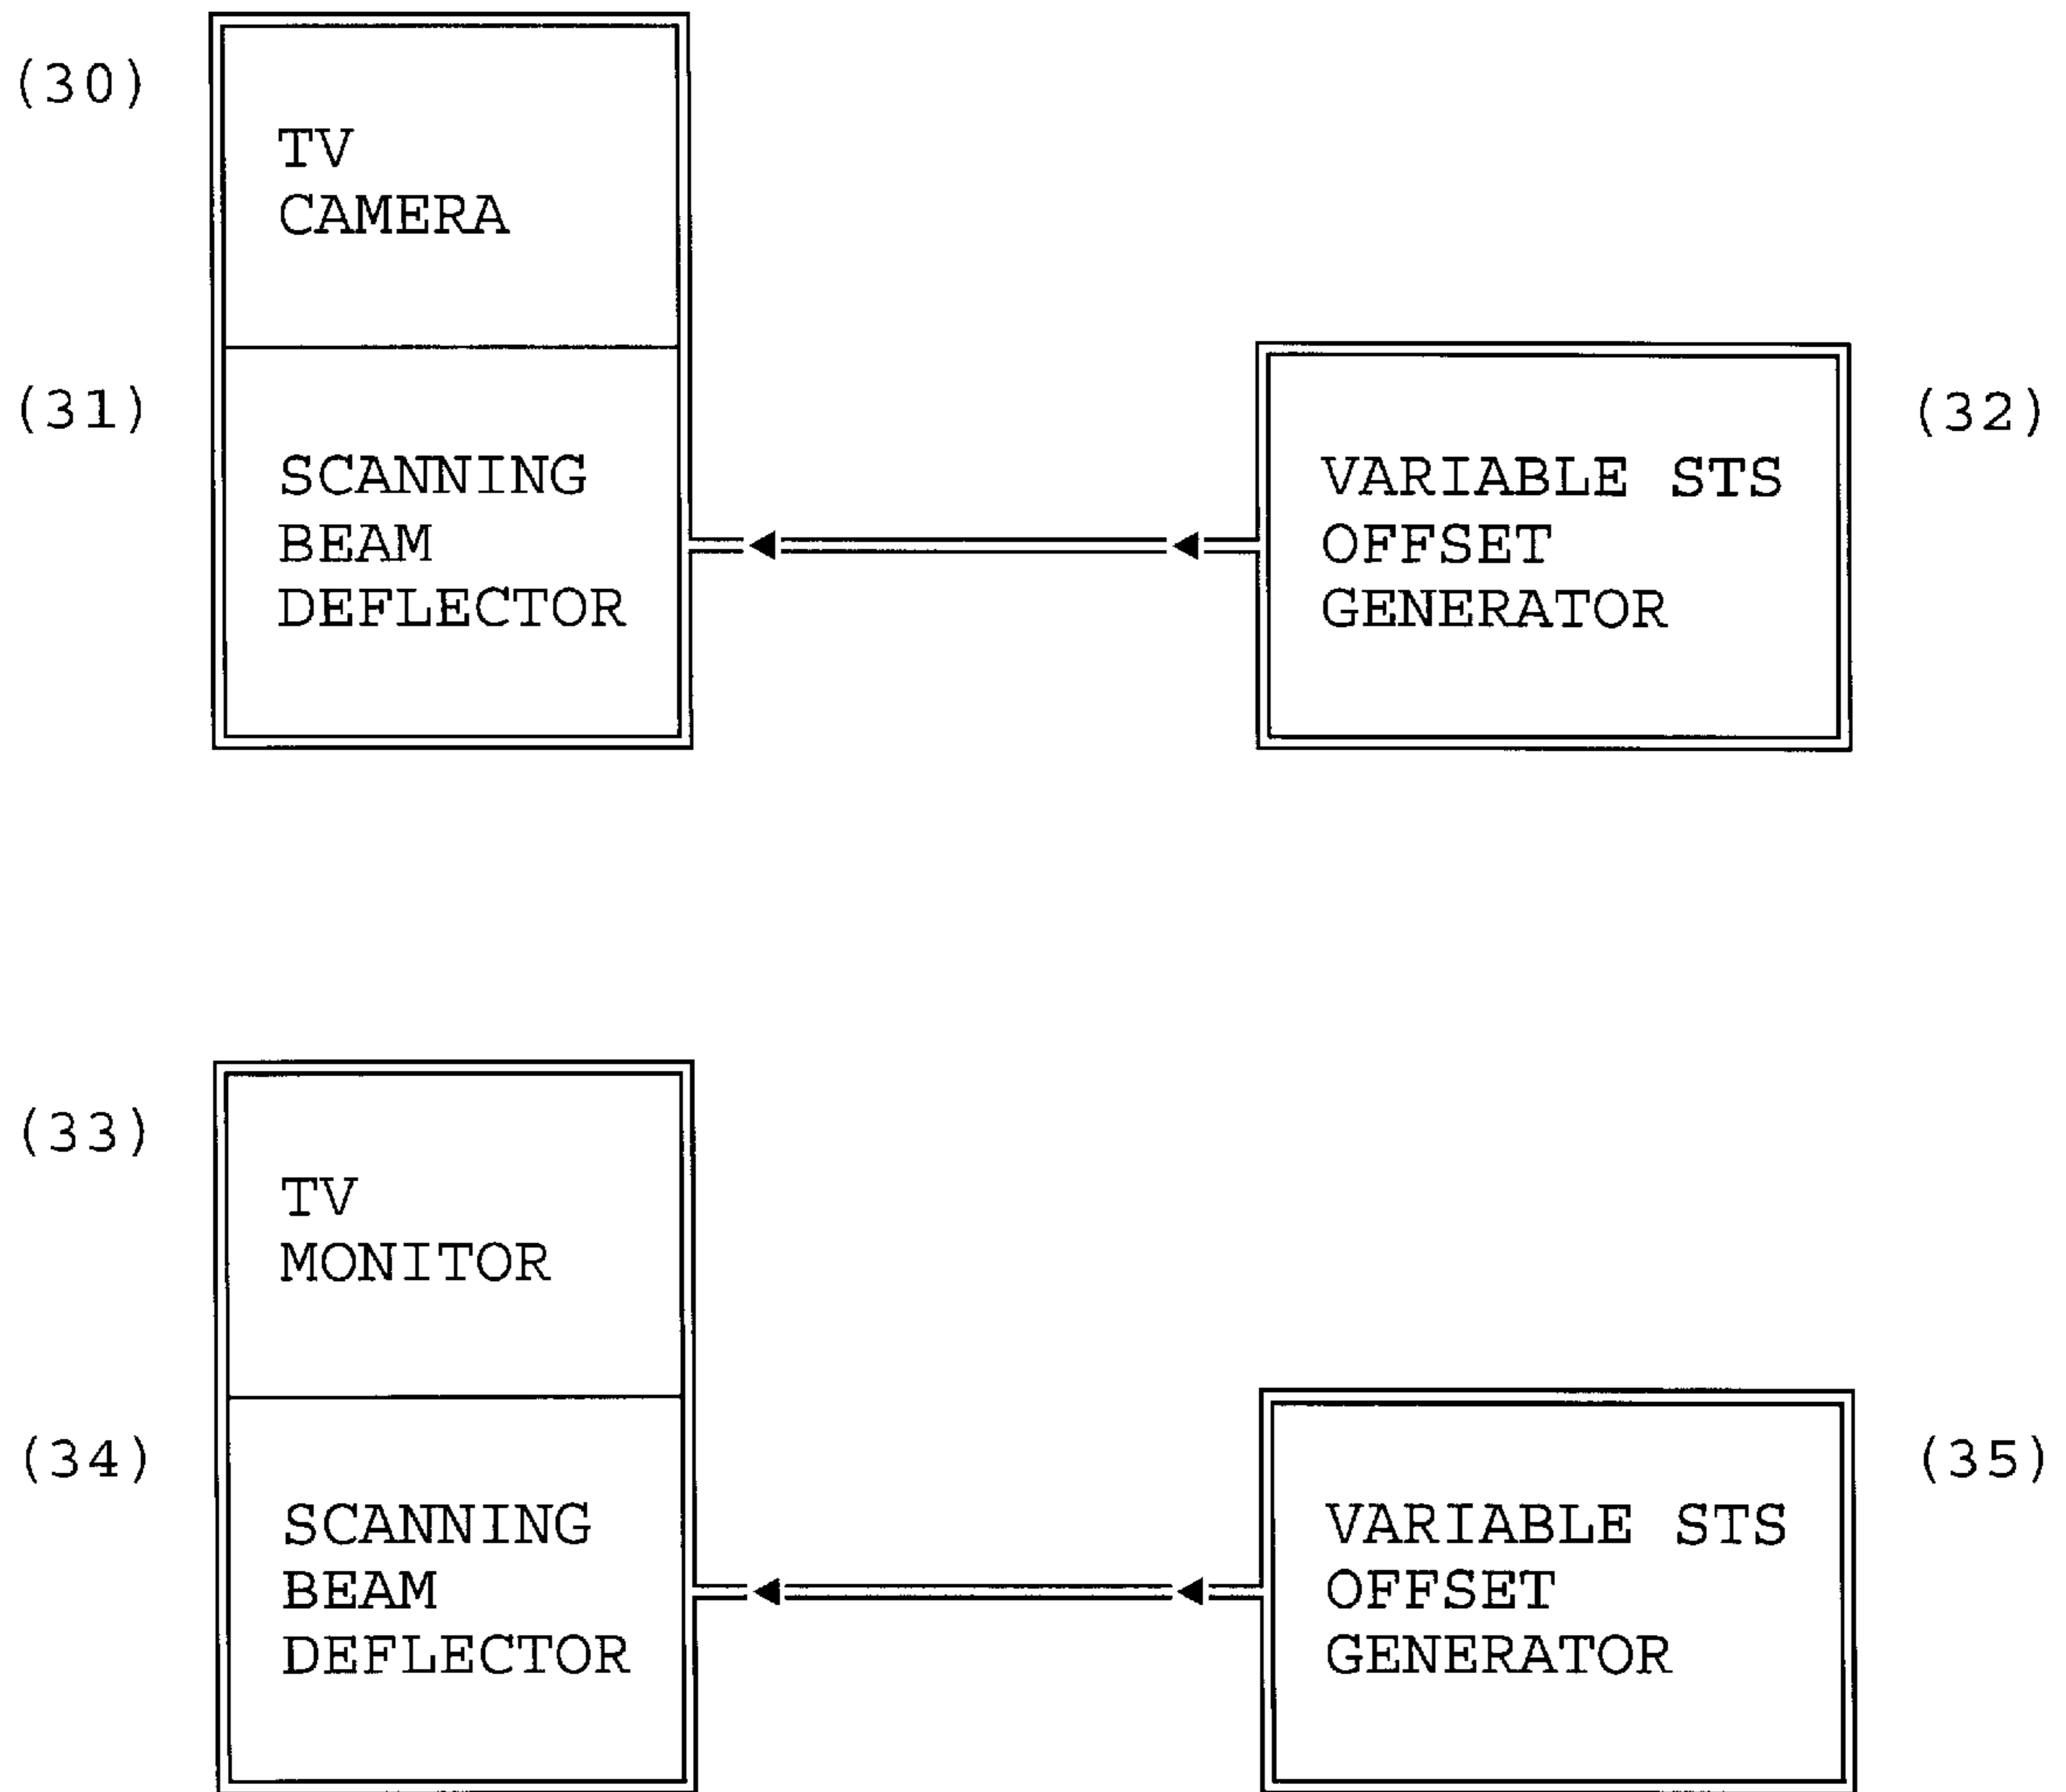 (30)
TV
CAMERA
(31)
(32)
SCANNING
BEAM
DEFLECTOR
VARIABLE STS
OFFSET
GENERATOR
(33)
TV
MONITOR
(34)
(35)
SCANNING
BEAM
DEFLECTOR
VARIABLE STS
OFFSET
GENERATOR